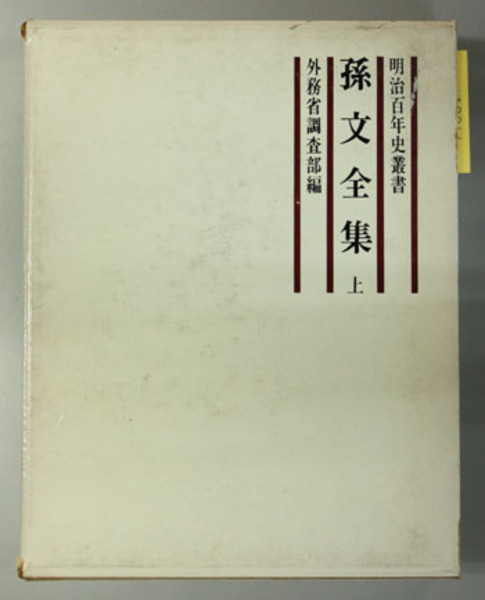 明治百年史叢書
孫文全集 上
外務省調査部編